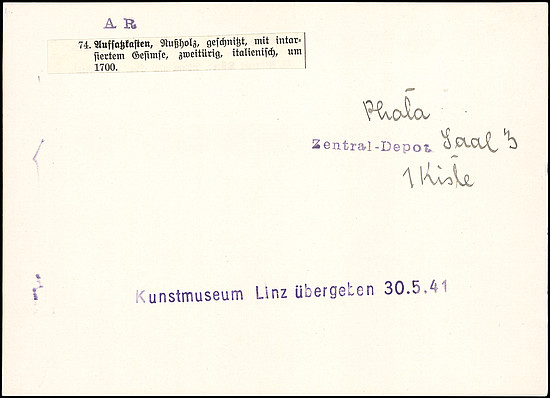 A R
74. Aufsatzkasten, Nußholz, geschnitzt, mit intar-
siertem Gesimse, zweitürig, italienisch, um
1700.
Photo
Zentral-Depot Saal 3
1 Kiste
Kunstmuseum Linz übergeben 30.5.41